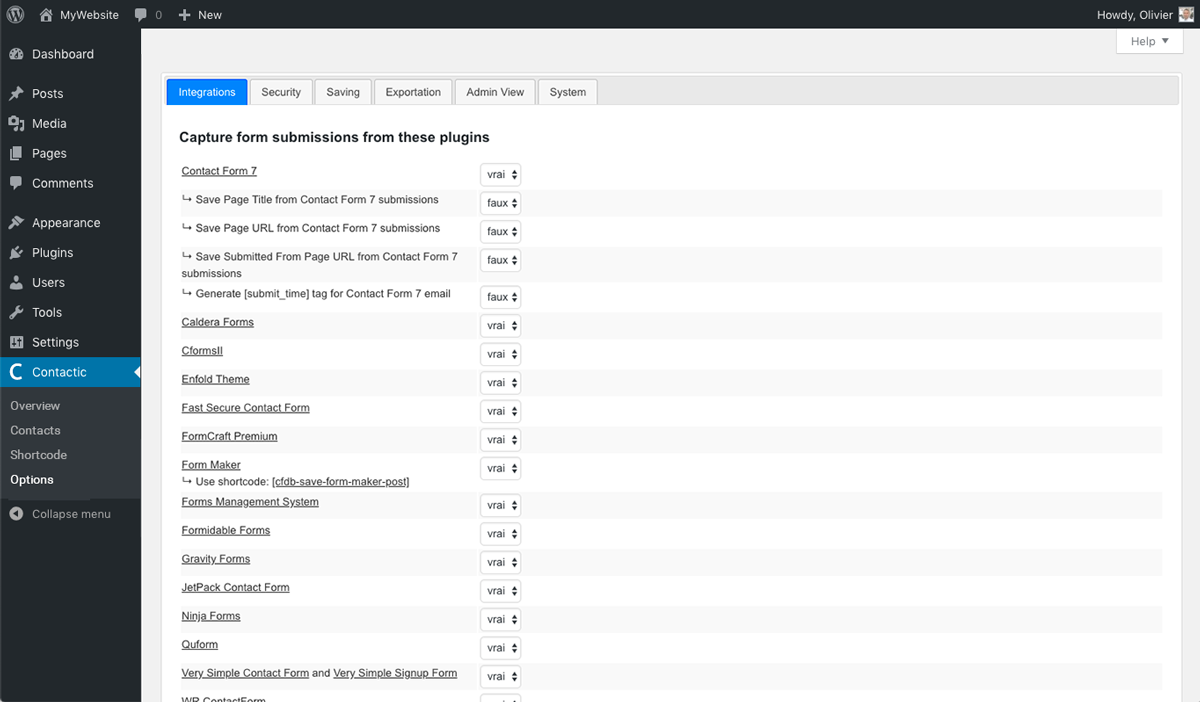 MyWebsite 0 New Howdy, Olivier
Help
Dashboard
Posts
Media
Pages
Comments
Appearance
Plugins
Users
Tools
Settings
Contactic
Overview
Contacts
Shortcode
Options
Collapse menu
Integrations Security Saving Exportation Admin View System
Capture form submissions from these plugins
Contact Form 7 vrai
↳ Save Page Title from Contact Form 7 submissions faux
↳ Save Page URL from Contact Form 7 submissions faux
↳ Save Submitted From Page URL from Contact Form 7 faux
submissions
↳ Generate [submit_time] tag for Contact Form 7 email faux
Caldera Forms vrai
CformsII vrai
Enfold Theme vrai
Fast Secure Contact Form vrai
FormCraft Premium vrai
Form Maker vrai
↳ Use shortcode: [cfdb-save-form-maker-post]
Forms Management System vrai
Formidable Forms vrai
Gravity Forms vrai
JetPack Contact Form vrai
Ninja Forms vrai
Quform vrai
Very Simple Contact Form and Very Simple Signup Form vrai
WR ContactForm